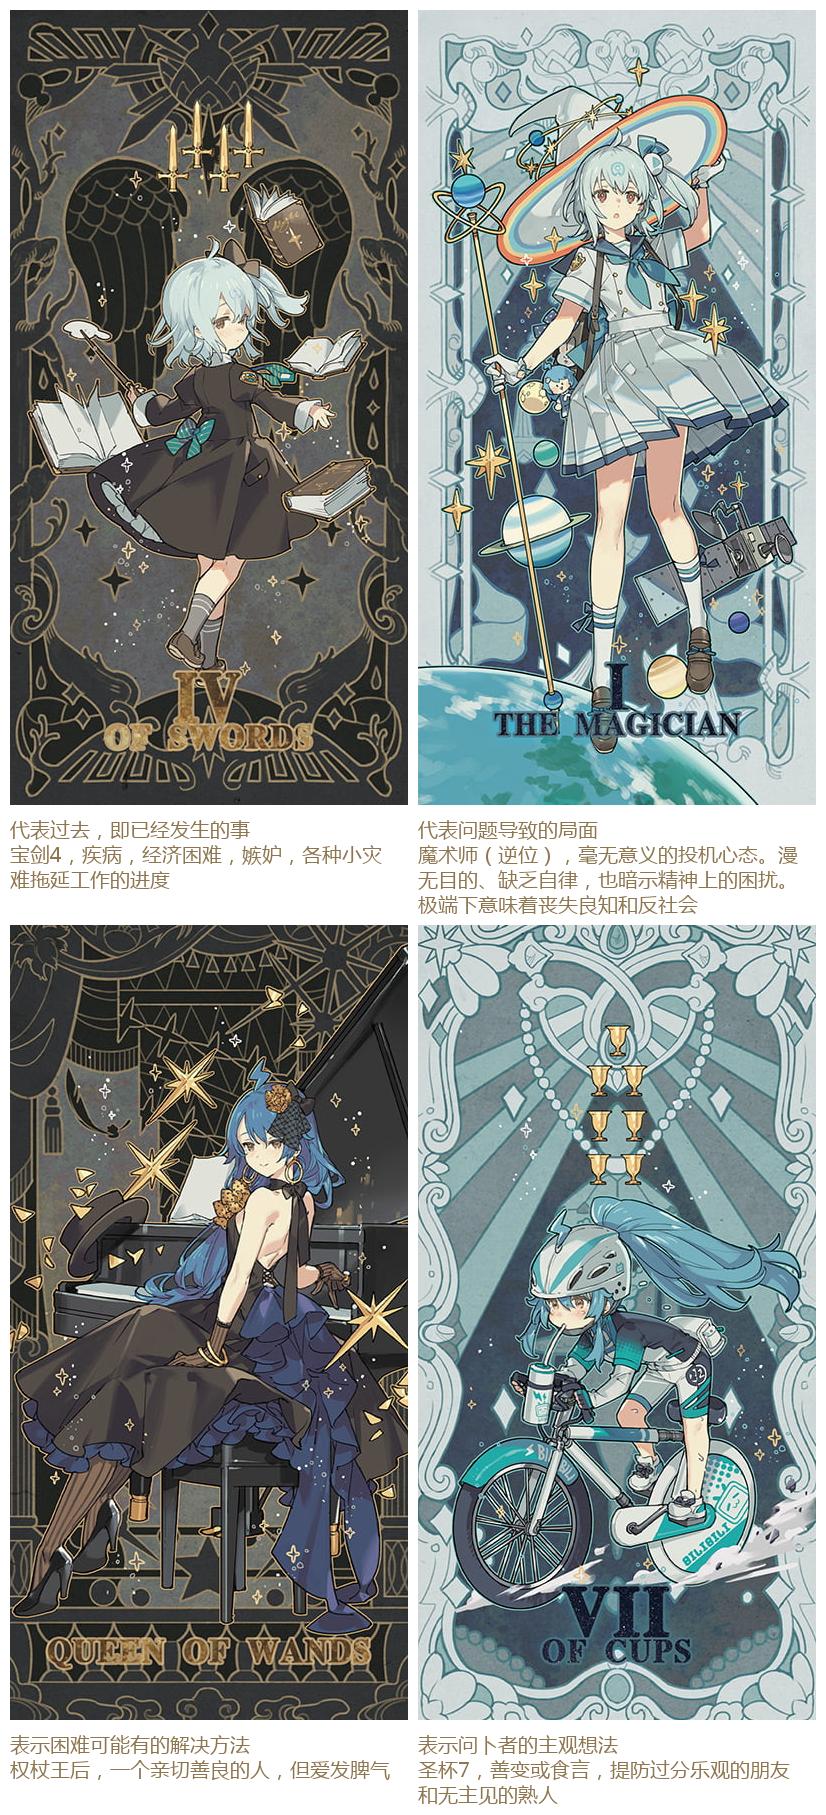 IV
OF SWORDS
I
THE MAGICIAN
代表过去，即已经发生的事
宝剑4，疾病，经济困难，嫉妒，各种小灾
难拖延工作的进度
代表问题导致的局面
魔术师（逆位），毫无意义的投机心态。漫
无目的、缺乏自律，也暗示精神上的困扰。
极端下意味着丧失良知和反社会
QUEEN OF WANDS
22
BILIBILI
VII
OF CUPS
表示困难可能有的解决方法
权杖王后，一个亲切善良的人，但爱发脾气
表示问卜者的主观想法
圣杯7，善变或食言，提防过分乐观的朋友
和无主见的熟人